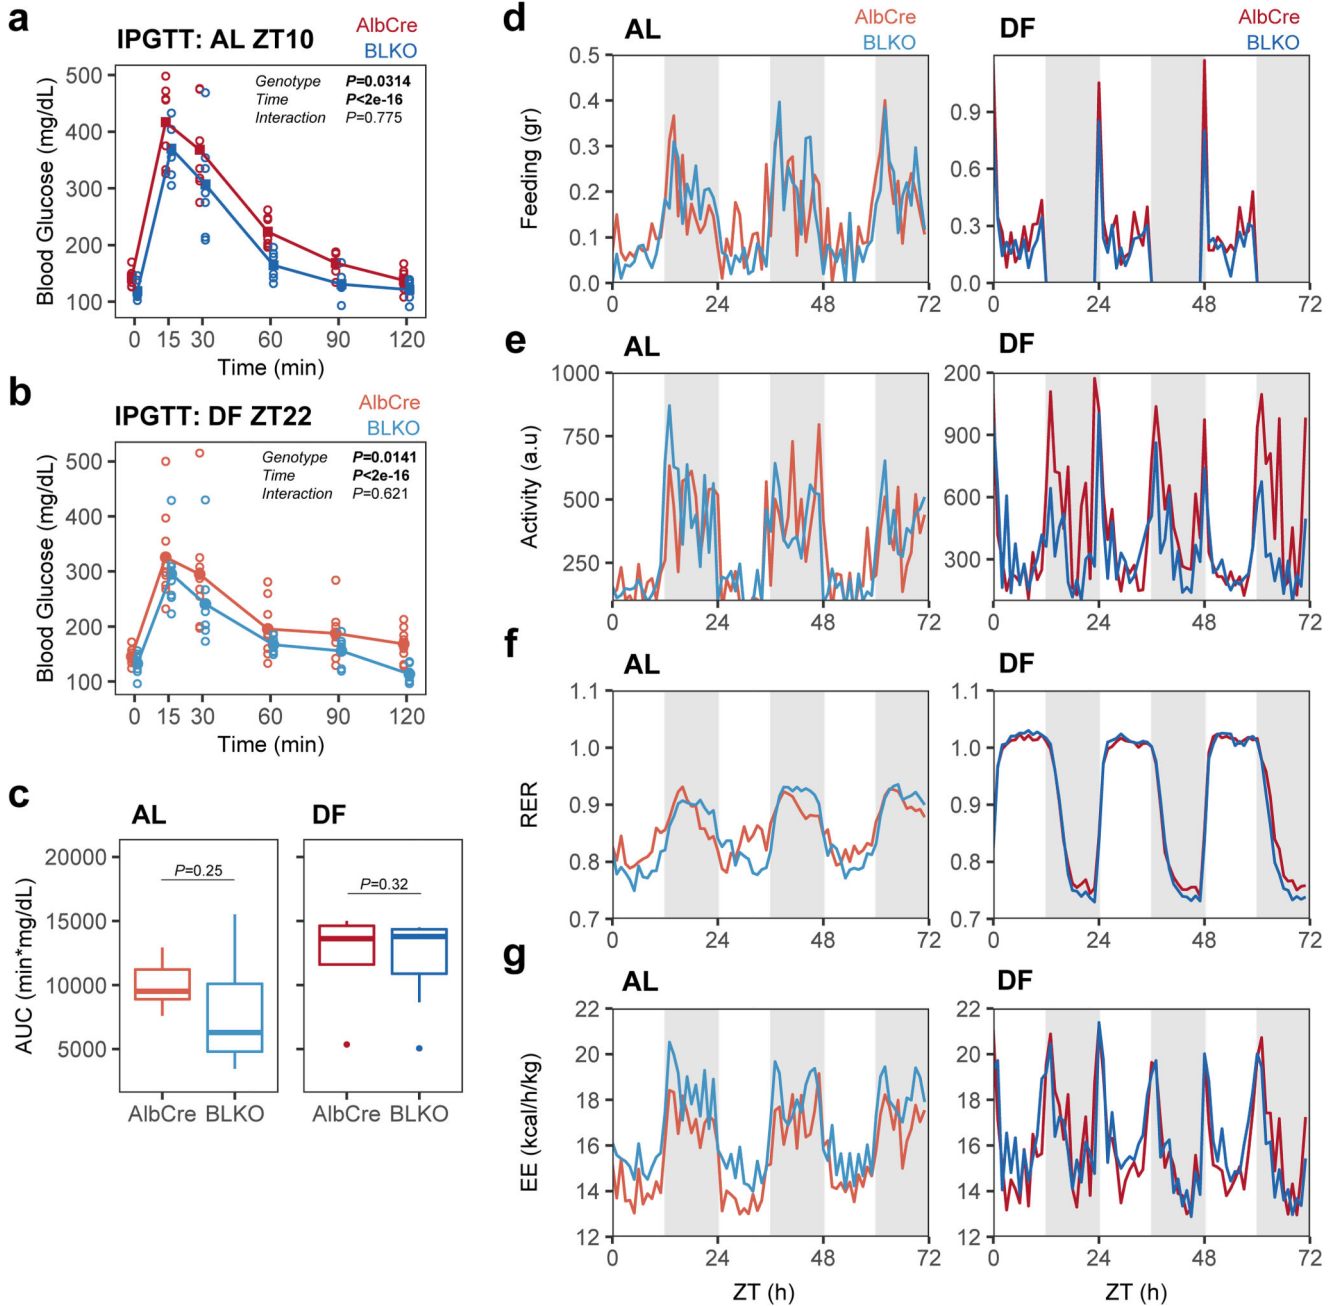 a
IPGTT: AL ZT10
AlbCre
BLKO
Genotype P=0.0314
Time P<2e-16
Interaction P=0.775
Blood Glucose (mg/dL)
500
400
300
200
100
0 15 30 60 90 120
Time (min)
b
IPGTT: DF ZT22
AlbCre
BLKO
Genotype P=0.0141
Time P<2e-16
Interaction P=0.621
Blood Glucose (mg/dL)
500
400
300
200
100
0 15 30 60 90 120
Time (min)
c
AL DF
AUC (min*mg/dL)
20000
15000
10000
5000
P=0.25
P=0.32
AlbCre BLKO
AlbCre BLKO
d
AL
AlbCre
BLKO
Feeding (gr)
0.5
0.4
0.3
0.2
0.1
0.0
0 24 48 72
DF
AlbCre
BLKO
0.9
0.6
0.3
0.0
0 24 48 72
e
AL
Activity (a.u)
1000
750
500
250
0 24 48 72
DF
200
900
600
300
0 24 48 72
f
AL
RER
1.1
1.0
0.9
0.8
0.7
0 24 48 72
DF
1.1
1.0
0.9
0.8
0.7
0 24 48 72
g
AL
EE (kcal/h/kg)
22
20
18
16
14
12
0 24 48 72
DF
22
20
18
16
14
12
0 24 48 72
ZT (h)